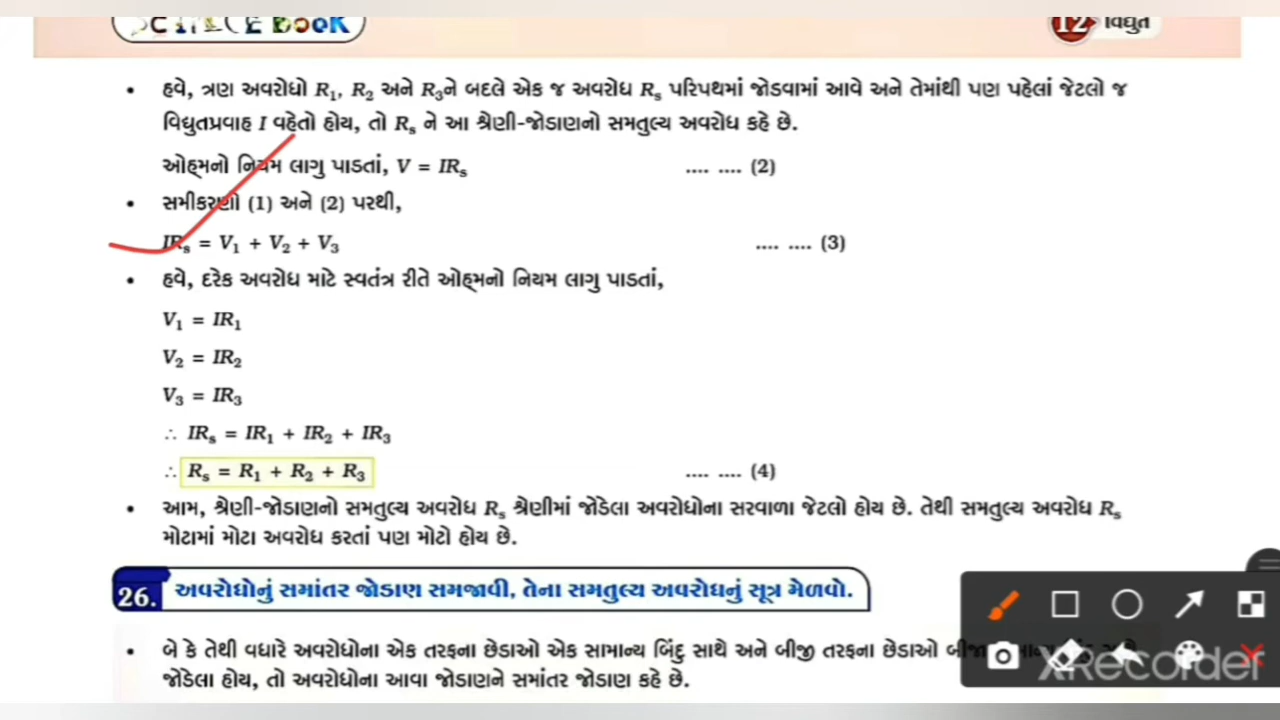 SCIENCE BOOK
12 વિદ્યુત
• હવે, ત્રણ અવરોધો R₁, R₂ અને R₃ને બદલે એક જ અવરોધ Rₛ પરિપથમાં જોડવામાં આવે અને તેમાંથી પણ પહેલાં જેટલો જ
વિદ્યુતપ્રવાહ I વહેતો હોય, તો Rₛ ને આ શ્રેણી-જોડાણનો સમતુલ્ય અવરોધ કહે છે.
ઓહ્મનો નિયમ લાગુ પાડતાં, V = IRₛ .... .... (2)
• સમીકરણો (1) અને (2) પરથી,
IRₛ = V₁ + V₂ + V₃ .... .... (3)
• હવે, દરેક અવરોધ માટે સ્વતંત્ર રીતે ઓહ્મનો નિયમ લાગુ પાડતાં,
V₁ = IR₁
V₂ = IR₂
V₃ = IR₃
∴ IRₛ = IR₁ + IR₂ + IR₃
∴ Rₛ = R₁ + R₂ + R₃ .... .... (4)
• આમ, શ્રેણી-જોડાણનો સમતુલ્ય અવરોધ Rₛ શ્રેણીમાં જોડેલા અવરોધોના સરવાળા જેટલો હોય છે. તેથી સમતુલ્ય અવરોધ Rₛ
મોટામાં મોટા અવરોધ કરતાં પણ મોટો હોય છે.
26. અવરોધોનું સમાંતર જોડાણ સમજાવી, તેના સમતુલ્ય અવરોધનું સૂત્ર મેળવો.
• બે કે તેથી વધારે અવરોધોના એક તરફના છેડાઓ એક સામાન્ય બિંદુ સાથે અને બીજી તરફના છેડાઓ
જોડેલા હોય, તો અવરોધોના આવા જોડાણને સમાંતર જોડાણ કહે છે.
XRecorder